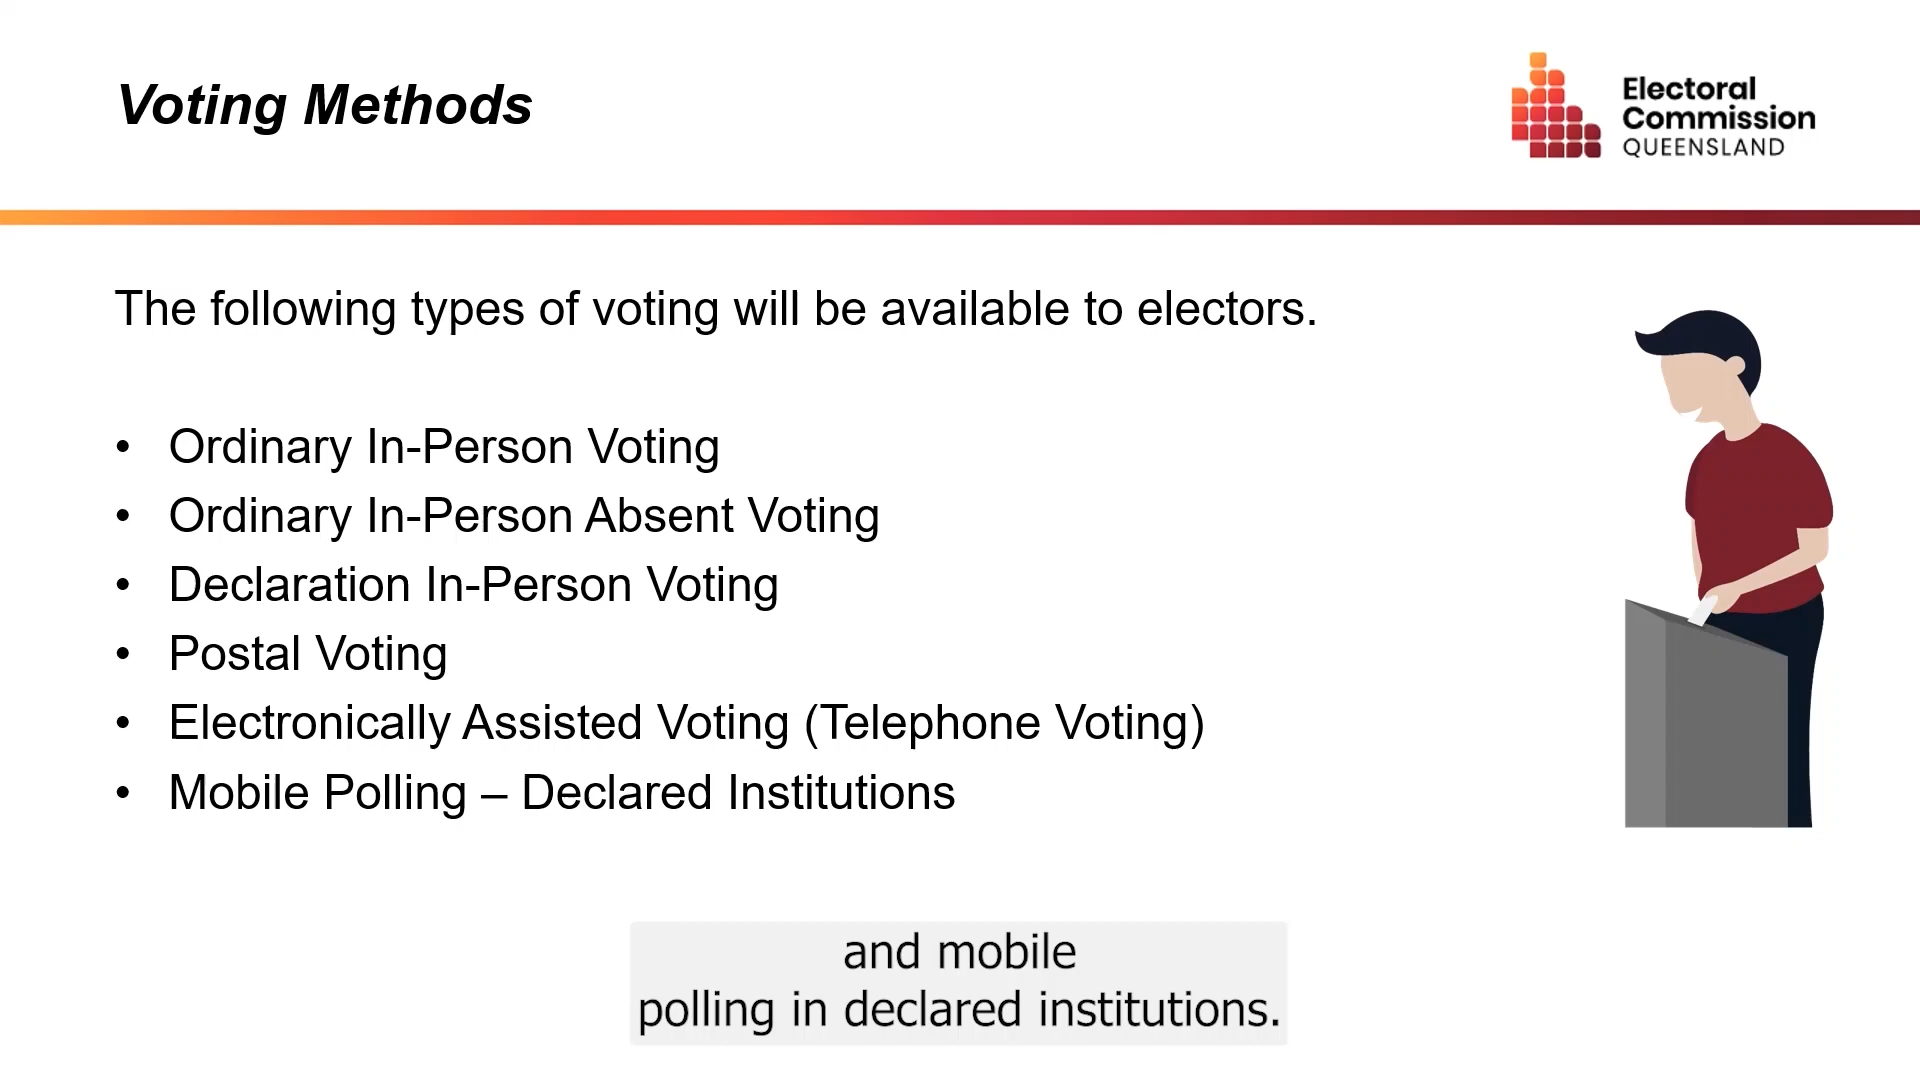 Voting Methods
Electoral
Commission
QUEENSLAND
The following types of voting will be available to electors.
• Ordinary In-Person Voting
• Ordinary In-Person Absent Voting
• Declaration In-Person Voting
• Postal Voting
• Electronically Assisted Voting (Telephone Voting)
• Mobile Polling – Declared Institutions
and mobile
polling in declared institutions.